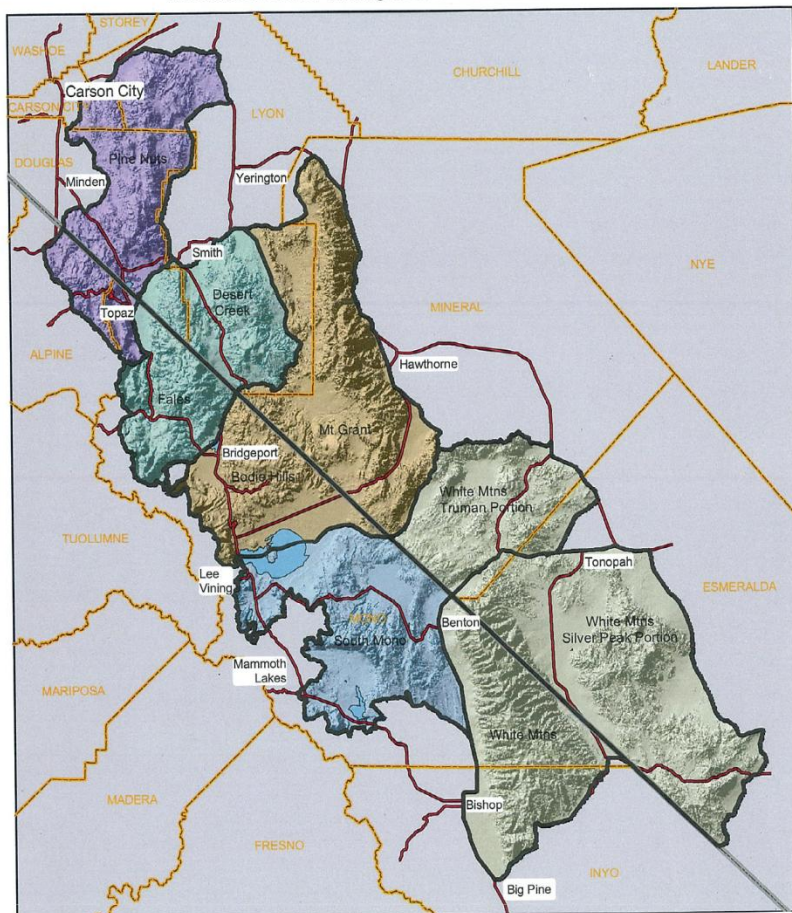 STOREY
WASHOE
CHURCHILL
LANDER
Carson City
CARSON CITY
LYON
DOUGLAS
Pine Nuts
Minden
Yerington
Smith
NYE
Desert
Creek
MINERAL
Topaz
ALPINE
Hawthorne
Fales
Mt Grant
Bridgeport
Bodie Hills
White Mtns
Truman Portion
TUOLUMNE
Lee
Vining
Tonopah
ESMERALDA
Benton
MONO
South Mono
White Mtns
Silver Peak Portion
Mammoth
Lakes
MARIPOSA
White Mtns
MADERA
Bishop
FRESNO
INYO
Big Pine